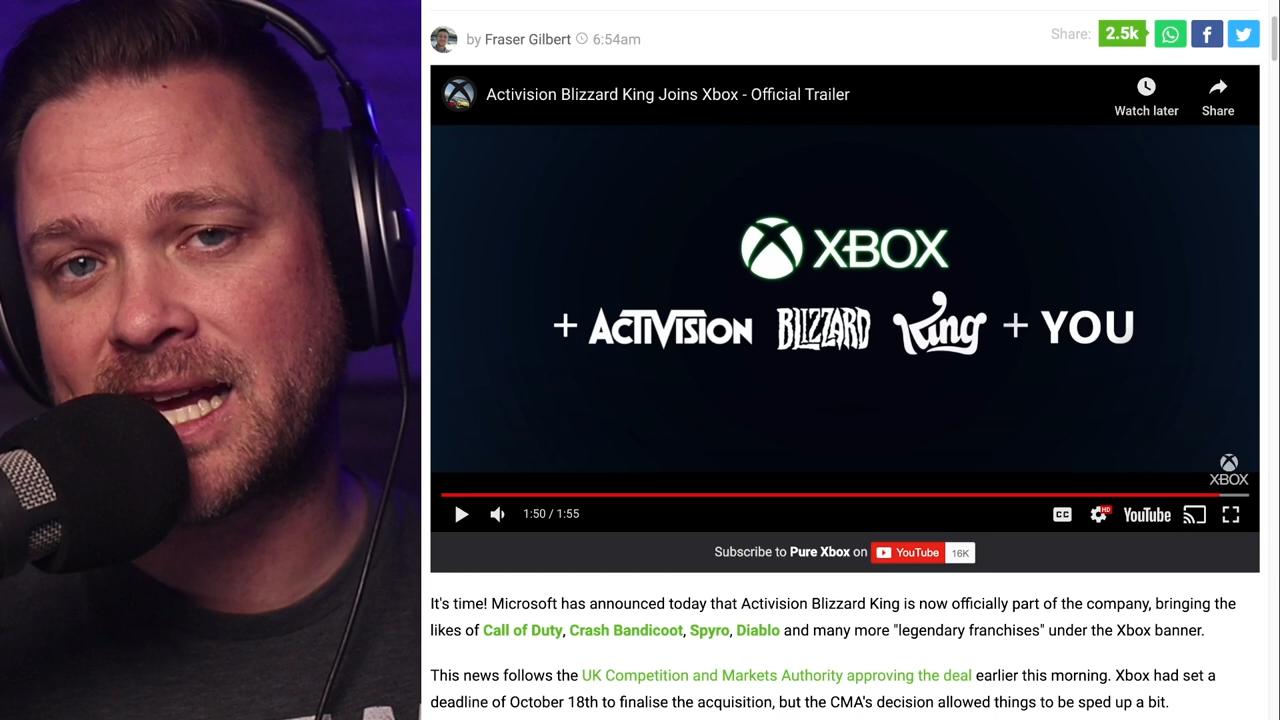 by Fraser Gilbert 6:54am
Share: 2.5k
Activision Blizzard King Joins Xbox - Official Trailer
Watch later
Share
XBOX
+ ACTIVISION BLIZZARD King + YOU
XBOX
1:50 / 1:55
CC
HD
YouTube
Subscribe to Pure Xbox on YouTube 16K
It's time! Microsoft has announced today that Activision Blizzard King is now officially part of the company, bringing the
likes of Call of Duty, Crash Bandicoot, Spyro, Diablo and many more "legendary franchises" under the Xbox banner.
This news follows the UK Competition and Markets Authority approving the deal earlier this morning. Xbox had set a
deadline of October 18th to finalise the acquisition, but the CMA's decision allowed things to be sped up a bit.